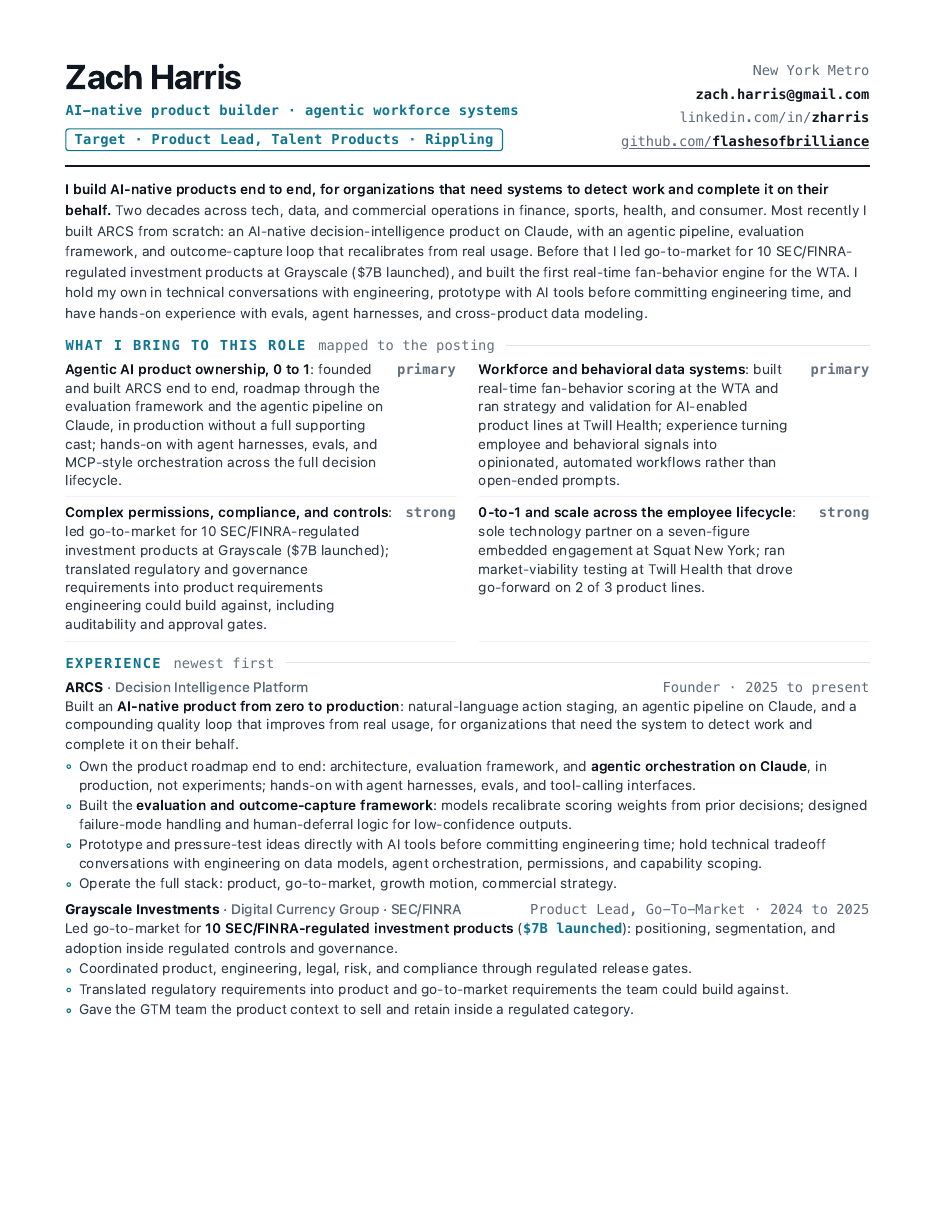 Zach Harris
AI−native product builder · agentic workforce systems
Target · Product Lead, Talent Products · Rippling
New York Metro
zach.harris@gmail.com
linkedin.com/in/zharris
github.com/flashesofbrilliance
I build AI-native products end to end, for organizations that need systems to detect work and complete it on their
behalf. Two decades across tech, data, and commercial operations in finance, sports, health, and consumer. Most recently I
built ARCS from scratch: an AI-native decision-intelligence product on Claude, with an agentic pipeline, evaluation
framework, and outcome-capture loop that recalibrates from real usage. Before that I led go-to-market for 10 SEC/FINRA-
regulated investment products at Grayscale ($7B launched), and built the first real-time fan-behavior engine for the WTA. I
hold my own in technical conversations with engineering, prototype with AI tools before committing engineering time, and
have hands-on experience with evals, agent harnesses, and cross-product data modeling.
WHAT I BRING TO THIS ROLE mapped to the posting
Agentic AI product ownership, 0 to 1: founded primary
and built ARCS end to end, roadmap through the
evaluation framework and the agentic pipeline on
Claude, in production without a full supporting
cast; hands-on with agent harnesses, evals, and
MCP-style orchestration across the full decision
lifecycle.
Workforce and behavioral data systems: built primary
real-time fan-behavior scoring at the WTA and
ran strategy and validation for AI-enabled
product lines at Twill Health; experience turning
employee and behavioral signals into
opinionated, automated workflows rather than
open-ended prompts.
Complex permissions, compliance, and controls: strong
led go-to-market for 10 SEC/FINRA-regulated
investment products at Grayscale ($7B launched);
translated regulatory and governance
requirements into product requirements
engineering could build against, including
auditability and approval gates.
0-to-1 and scale across the employee lifecycle: strong
sole technology partner on a seven-figure
embedded engagement at Squat New York; ran
market-viability testing at Twill Health that drove
go-forward on 2 of 3 product lines.
EXPERIENCE newest first
ARCS · Decision Intelligence Platform Founder · 2025 to present
Built an AI-native product from zero to production: natural-language action staging, an agentic pipeline on Claude, and a
compounding quality loop that improves from real usage, for organizations that need the system to detect work and
complete it on their behalf.
Own the product roadmap end to end: architecture, evaluation framework, and agentic orchestration on Claude, in
production, not experiments; hands-on with agent harnesses, evals, and tool-calling interfaces.
Built the evaluation and outcome-capture framework: models recalibrate scoring weights from prior decisions; designed
failure-mode handling and human-deferral logic for low-confidence outputs.
Prototype and pressure-test ideas directly with AI tools before committing engineering time; hold technical tradeoff
conversations with engineering on data models, agent orchestration, permissions, and capability scoping.
Operate the full stack: product, go-to-market, growth motion, commercial strategy.
Grayscale Investments · Digital Currency Group · SEC/FINRA Product Lead, Go−To−Market · 2024 to 2025
Led go-to-market for 10 SEC/FINRA-regulated investment products ($7B launched): positioning, segmentation, and
adoption inside regulated controls and governance.
Coordinated product, engineering, legal, risk, and compliance through regulated release gates.
Translated regulatory requirements into product and go-to-market requirements the team could build against.
Gave the GTM team the product context to sell and retain inside a regulated category.